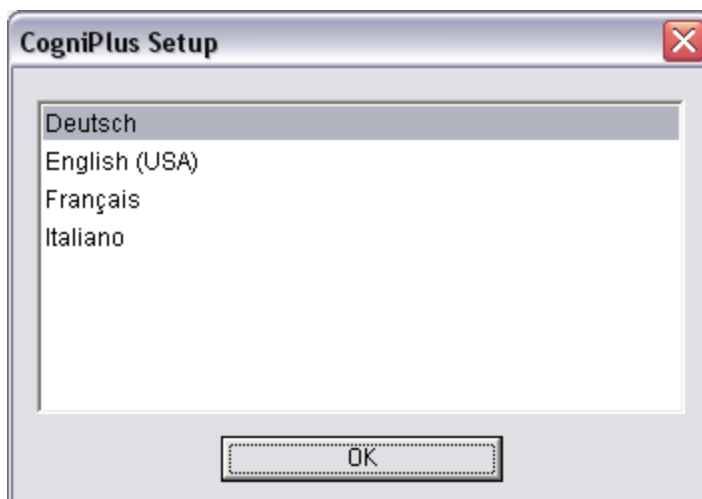 CogniPlus Setup
Deutsch
English (USA)
Français
Italiano
OK